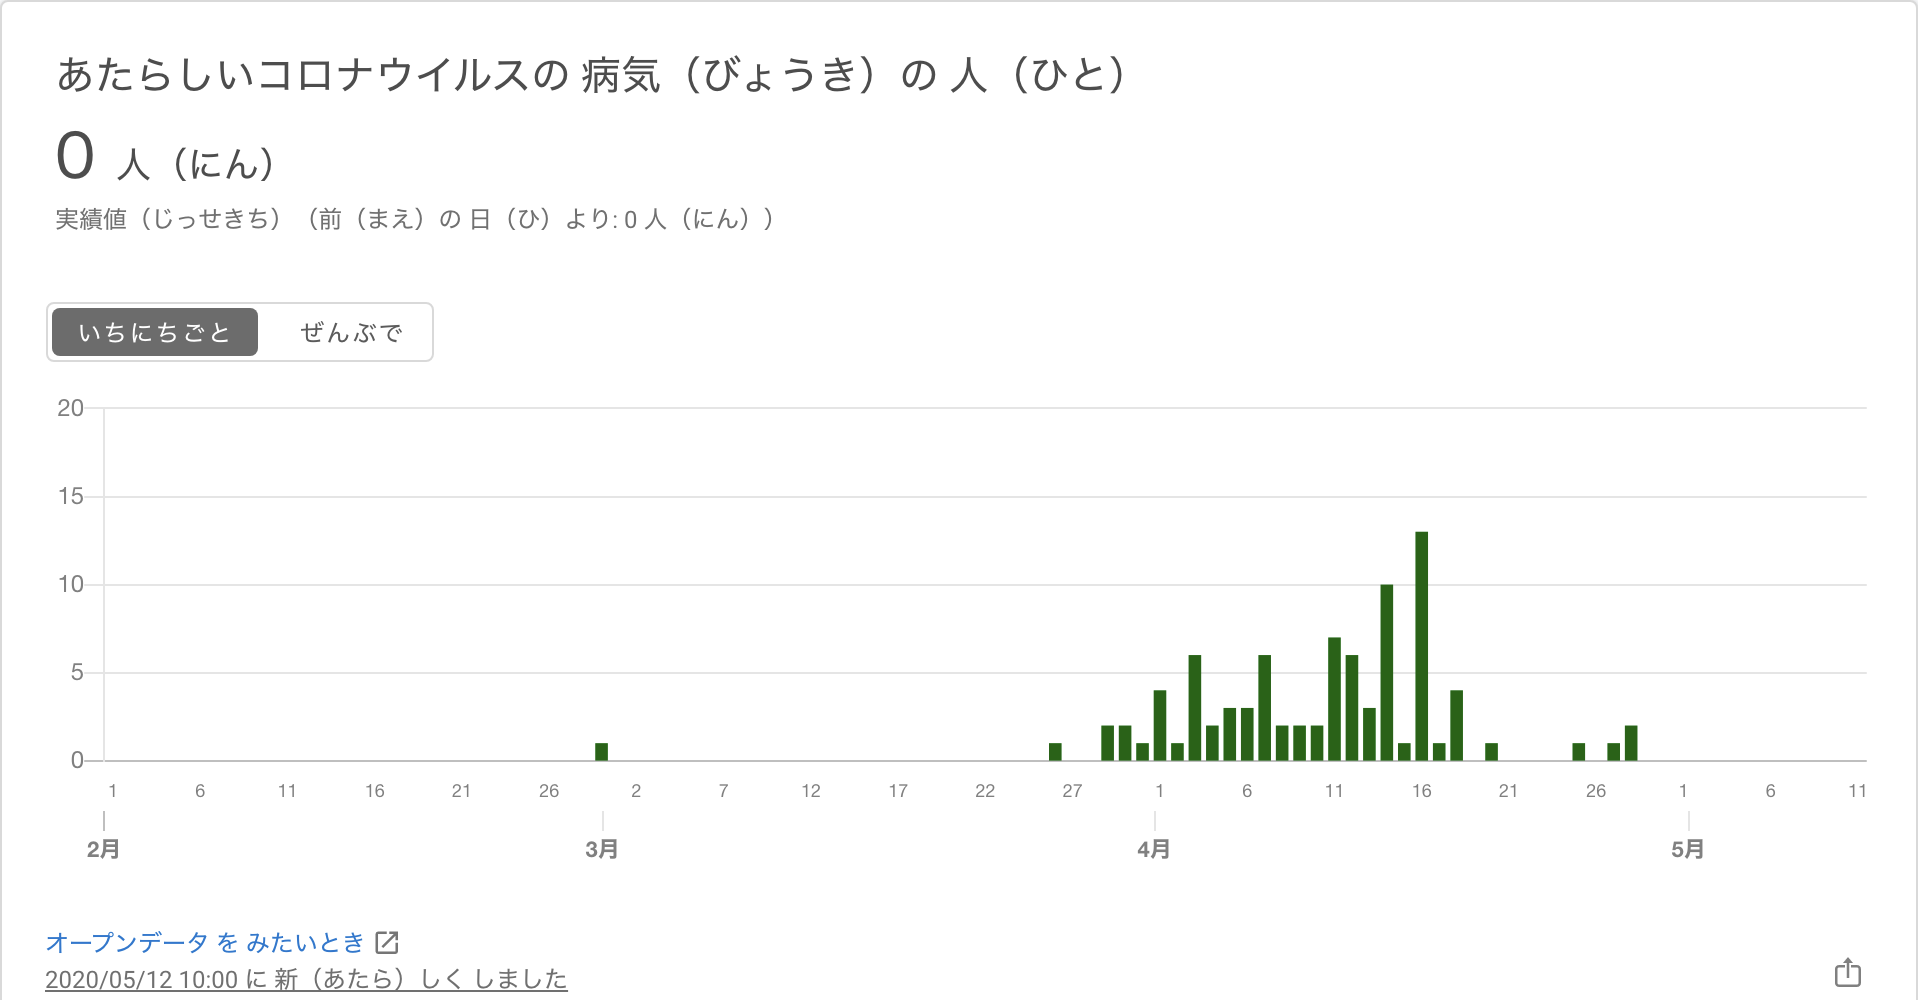 あたらしいコロナウイルスの 病気（びょうき）の 人（ひと）
0 人（にん）
実績値（じっせきち）（前（まえ）の 日（ひ）より: 0 人（にん））
いちにちごと ぜんぶで
20
15
10
5
0
1 6 11 16 21 26 2 7 12 17 22 27 1 6 11 16 21 26 1 6 11
2月 3月 4月 5月
オープンデータ を みたいとき
2020/05/12 10:00 に 新（あたら）しく しました